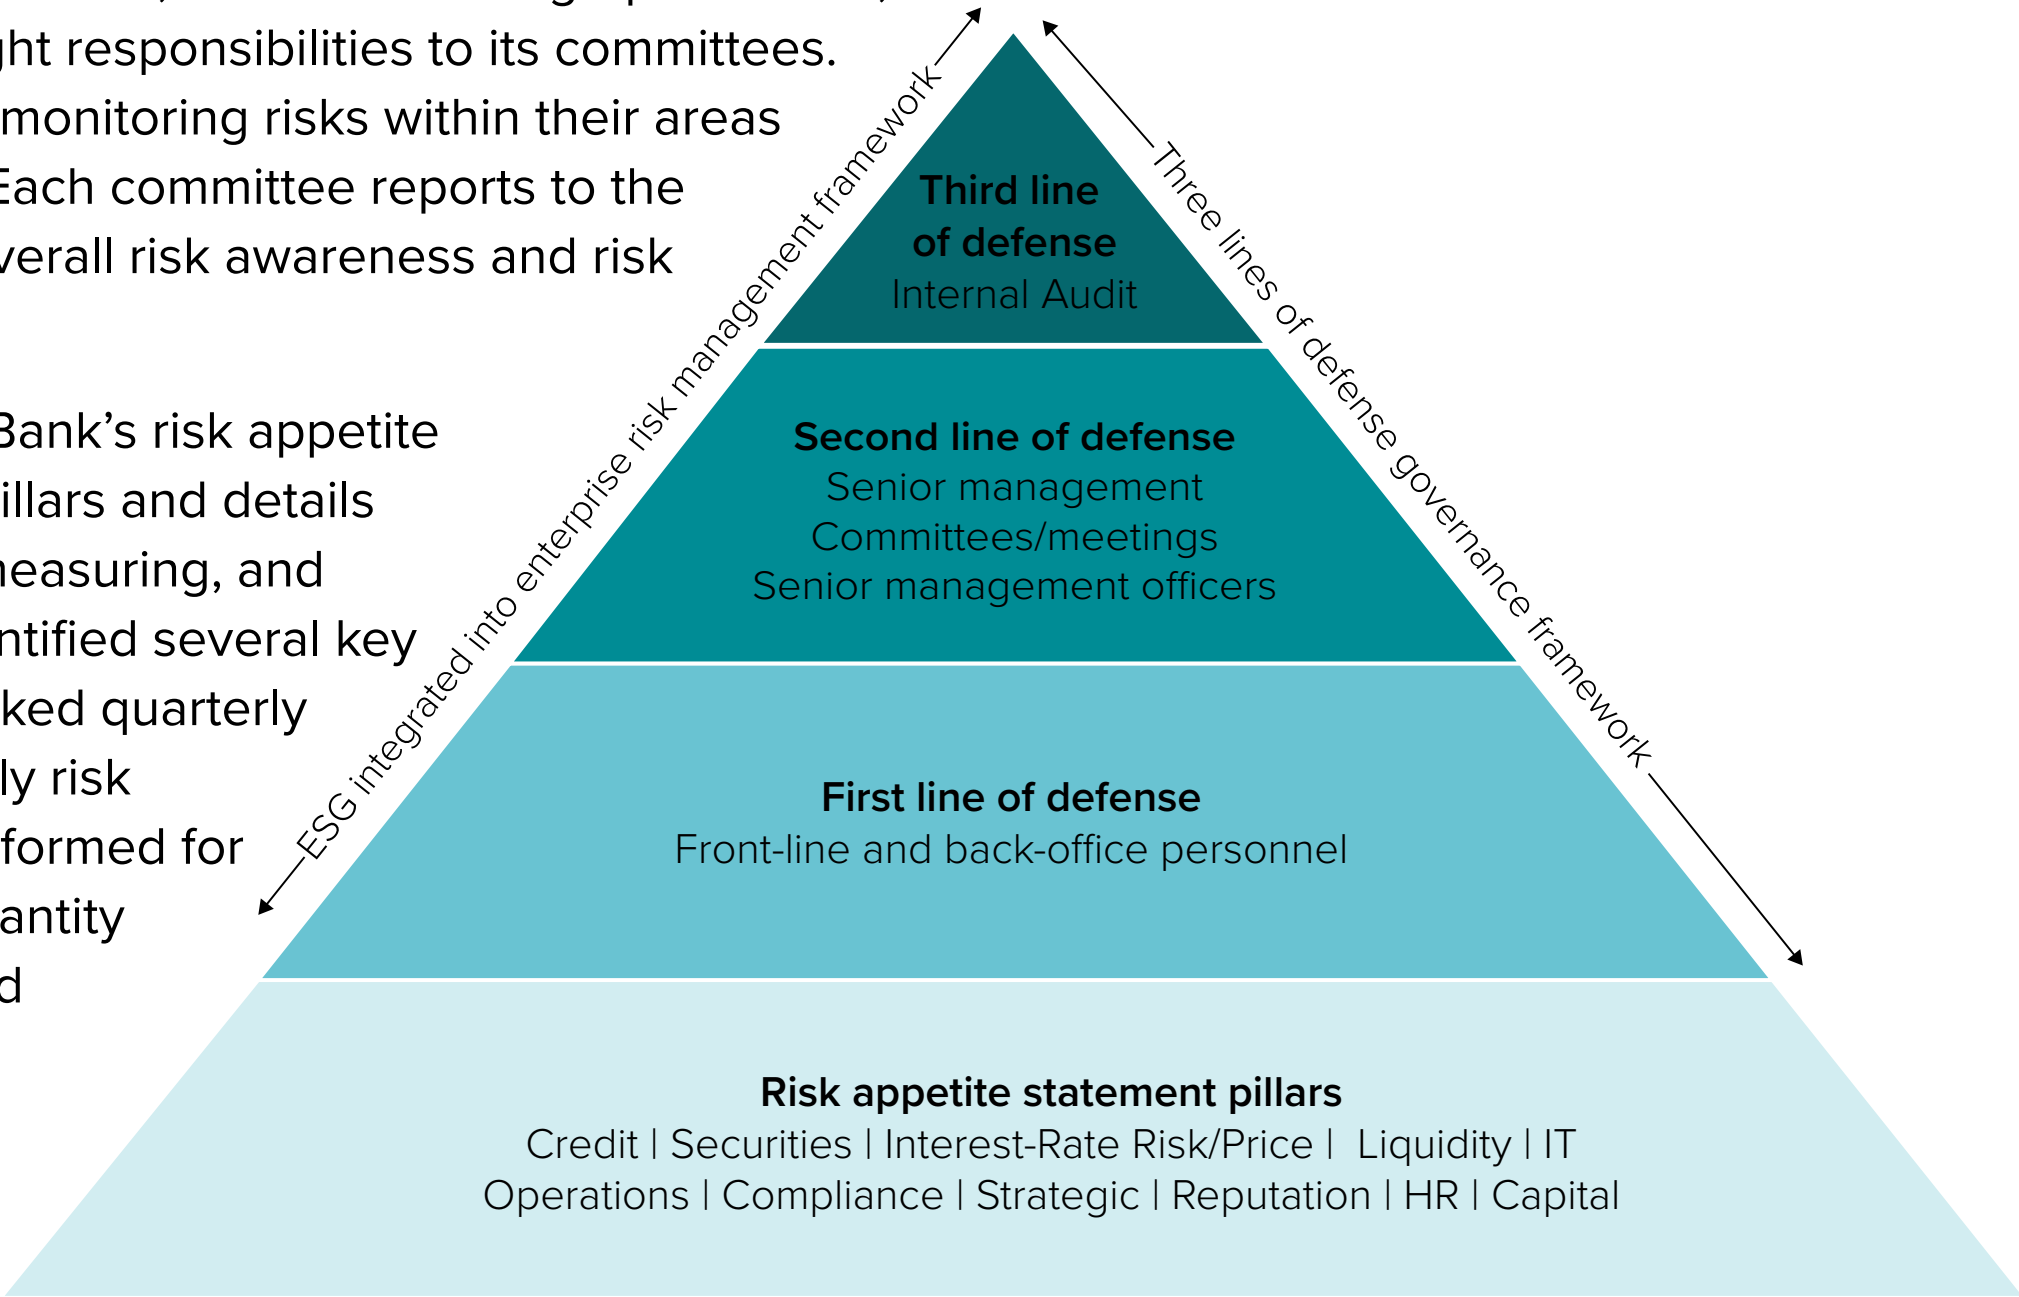 ght responsibilities to its committees.
monitoring risks within their areas
Each committee reports to the
verall risk awareness and risk
Bank’s risk appetite
illars and details
measuring, and
ntified several key
ked quarterly
ly risk
formed for
antity
d
ESG integrated into enterprise risk management framework
Three lines of defense governance framework
Third line
of defense
Internal Audit
Second line of defense
Senior management
Committees/meetings
Senior management officers
First line of defense
Front-line and back-office personnel
Risk appetite statement pillars
Credit | Securities | Interest-Rate Risk/Price | Liquidity | IT
Operations | Compliance | Strategic | Reputation | HR | Capital